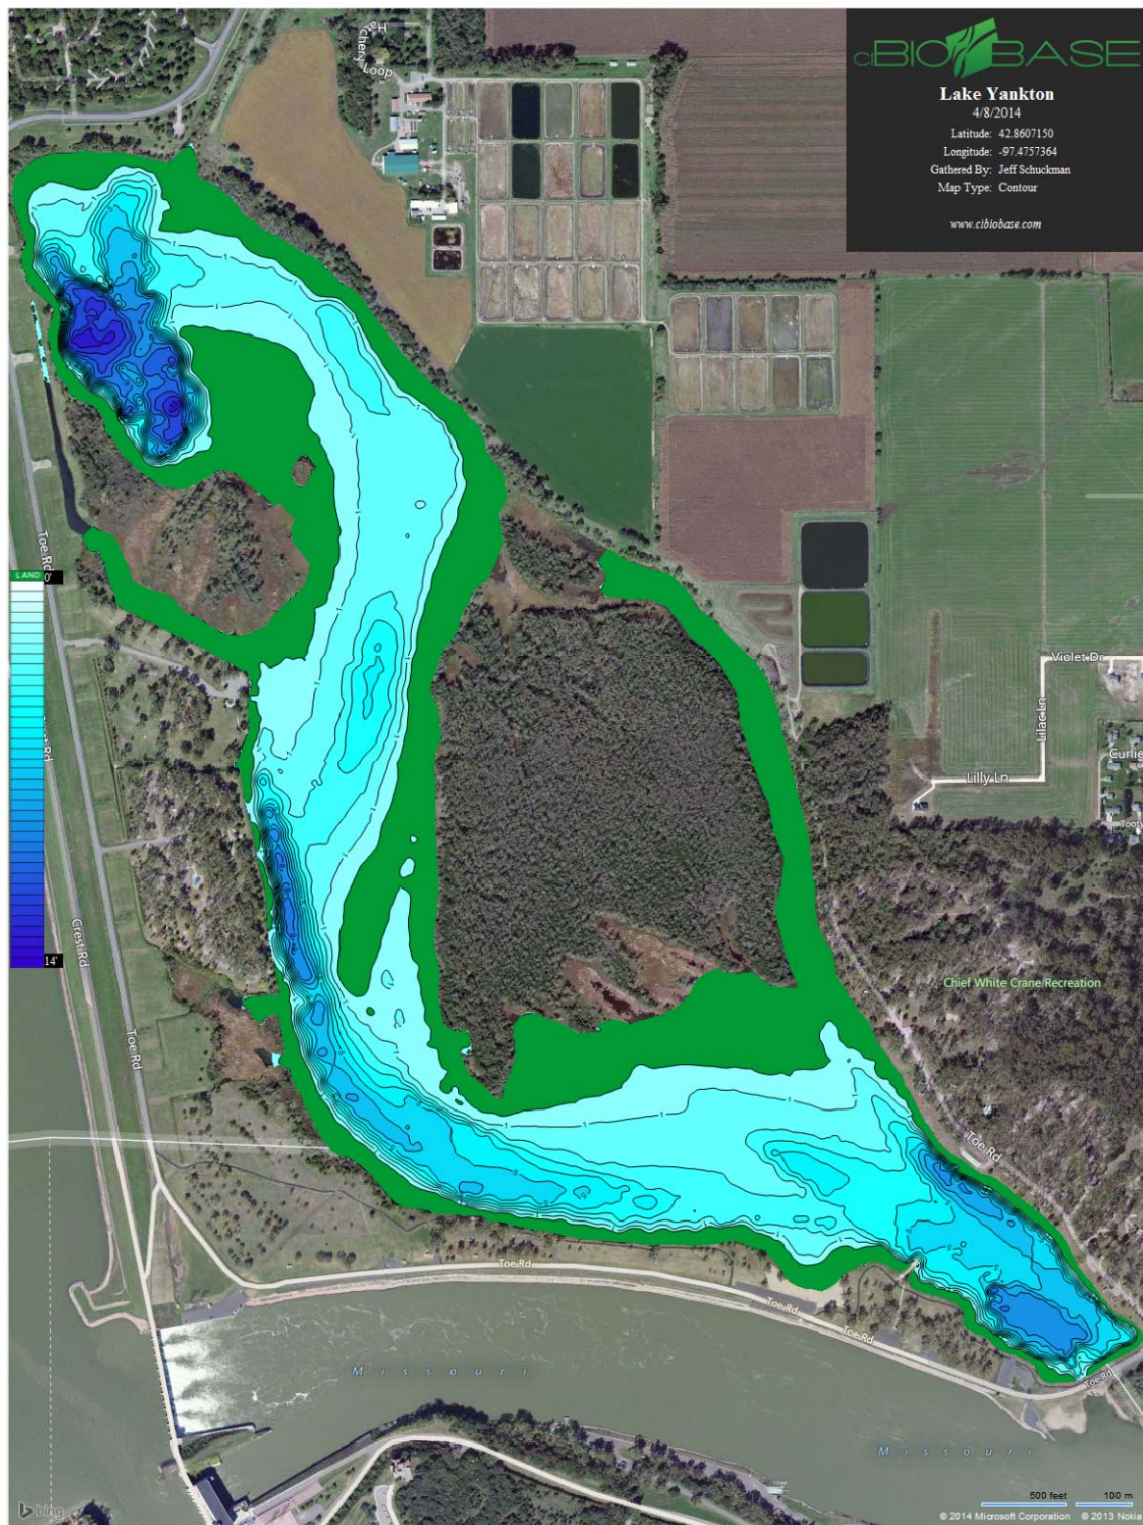 ciBIOBASE
Lake Yankton
4/8/2014
Latitude: 42.8607150
Longitude: -97.4757364
Gathered By: Jeff Schuckman
Map Type: Contour
www.cibiobase.com
Hatchery Loop
Toe Rd
LAND
0'
14'
Violet Dr
Lilac Ln
Curlie
Lilly Ln
Crest Rd
Chief White Crane Recreation
Toe Rd
Toe Rd
Toe Rd
Toe Rd
Toe Rd
Toe Rd
Missouri
Missouri
bing
500 feet 100 m
© 2014 Microsoft Corporation © 2013 Nokia